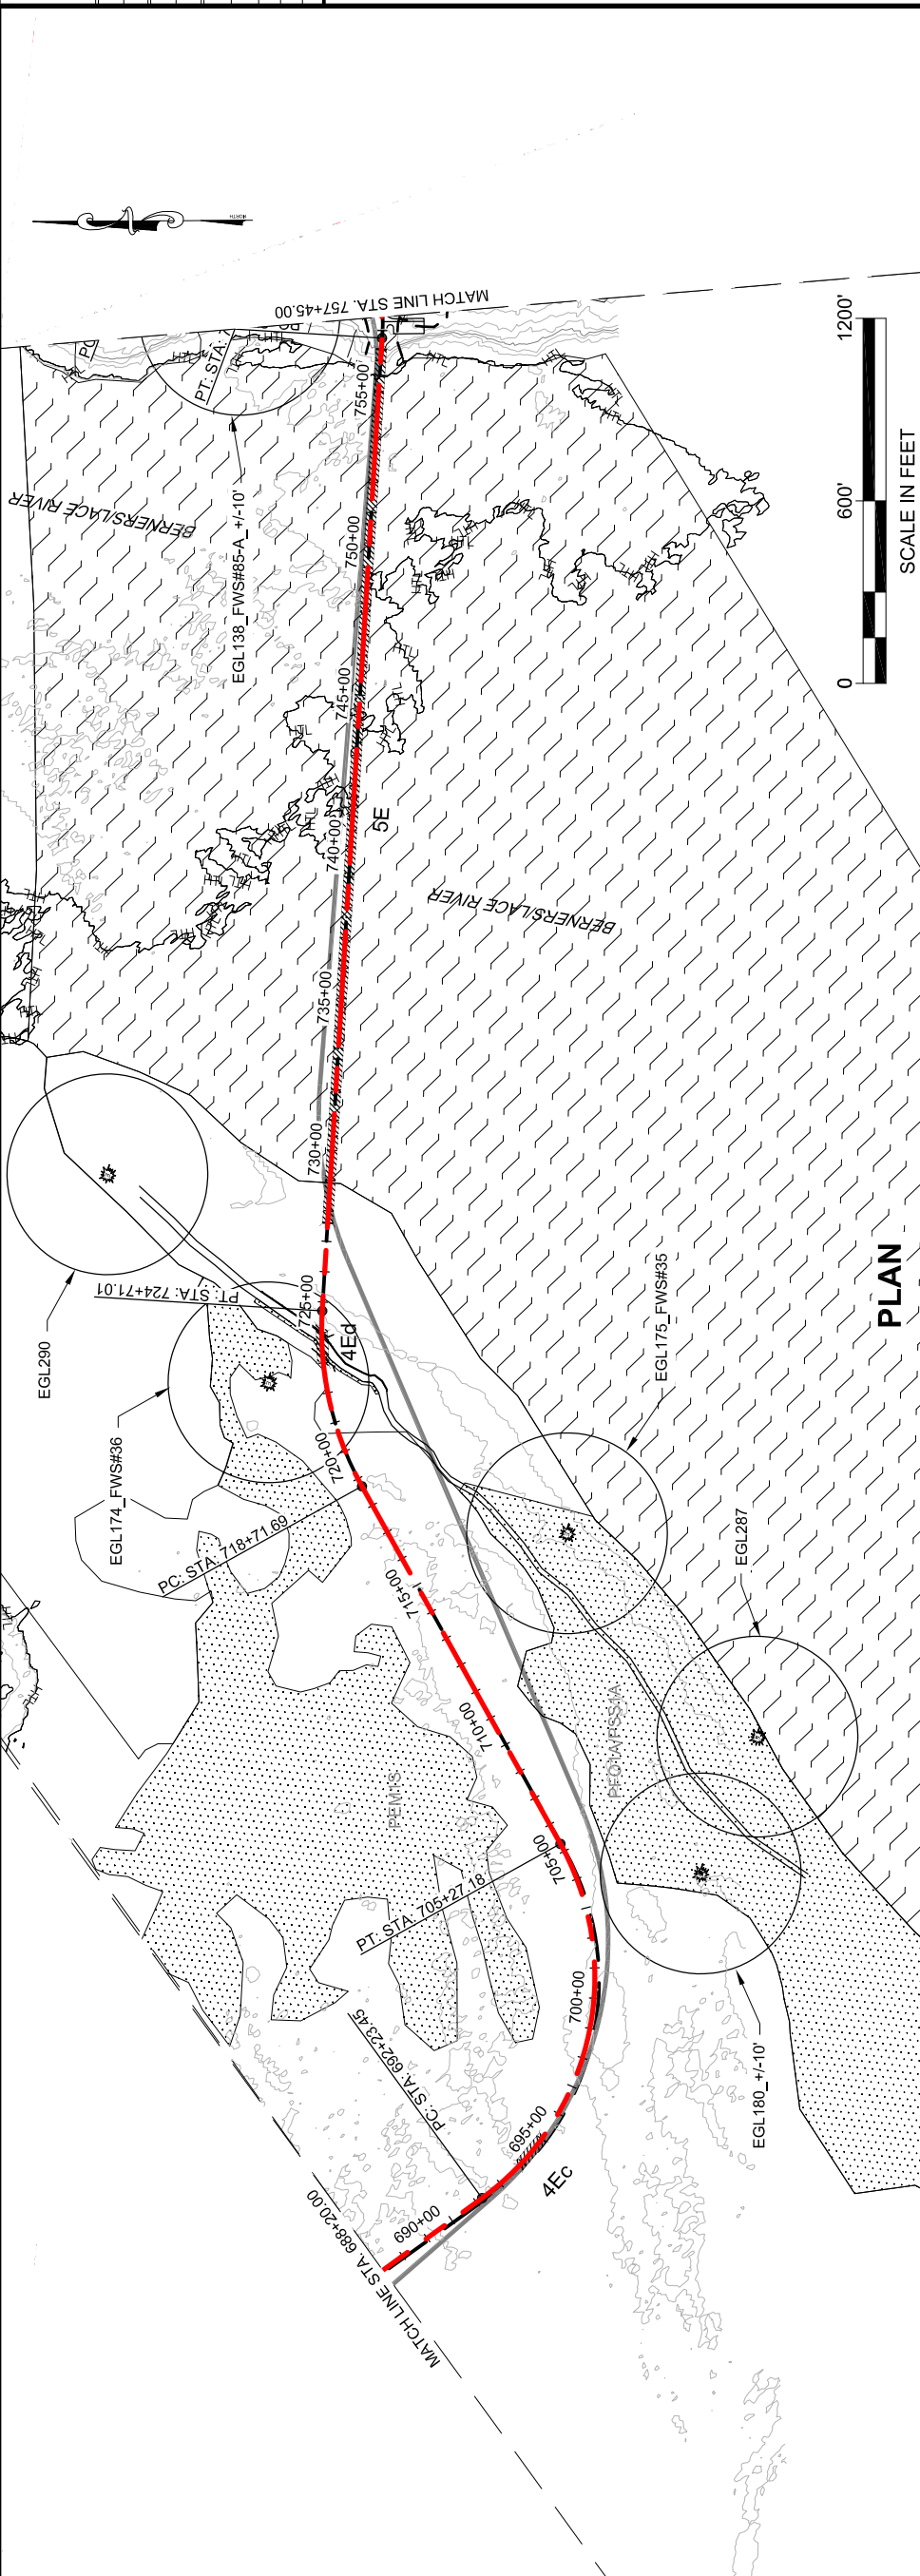 NORTH
MATCH LINE STA. 757+45.00
PT. STA.
BERNERS/LACE RIVER
EGL138_FWS#85-A_+/-10'
755+00
750+00
745+00
740+00
5E
735+00
730+00
BERNERS/LACE RIVER
1200'
600'
0
SCALE IN FEET
PLAN
EGL290
PT. STA: 724+71.01
725+00
4Ed
EGL174_FWS#36
720+00
PC: STA. 718+71.69
EGL175_FWS#35
715+00
EGL287
710+00
PEM1S
PFO1A/PSS1A
705+00
PT. STA. 705+27.18
700+00
PC: STA: 692+23.45
695+00
4Ec
EGL180_+/-10'
690+00
MATCH LINE STA. 688+20.00